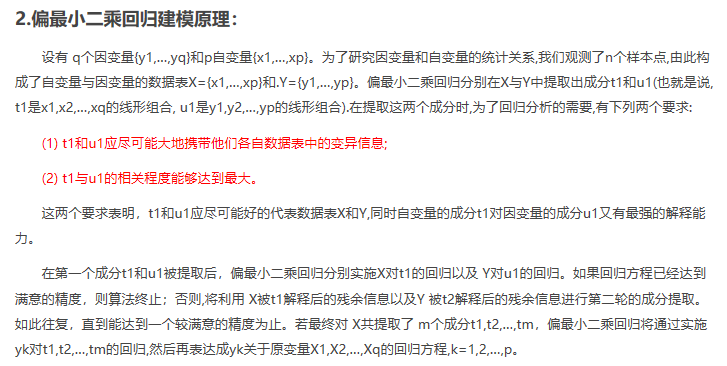 2.偏最小二乘回归建模原理：
设有 q个因变量{y1,...,yq}和p自变量{x1,...,xp}。为了研究因变量和自变量的统计关系,我们观测了n个样本点,由此构
成了自变量与因变量的数据表X={x1,...,xp}和.Y={y1,...,yp}。偏最小二乘回归分别在X与Y中提取出成分t1和u1(也就是说,
t1是x1,x2,...,xq的线形组合, u1是y1,y2,...,yp的线形组合).在提取这两个成分时,为了回归分析的需要,有下列两个要求:
(1) t1和u1应尽可能大地携带他们各自数据表中的变异信息;
(2) t1与u1的相关程度能够达到最大。
这两个要求表明，t1和u1应尽可能好的代表数据表X和Y,同时自变量的成分t1对因变量的成分u1又有最强的解释能
力。
在第一个成分t1和u1被提取后，偏最小二乘回归分别实施X对t1的回归以及 Y对u1的回归。如果回归方程已经达到
满意的精度，则算法终止；否则,将利用 X被t1解释后的残余信息以及Y 被t2解释后的残余信息进行第二轮的成分提取。
如此往复，直到能达到一个较满意的精度为止。若最终对 X共提取了 m个成分t1,t2,...,tm，偏最小二乘回归将通过实施
yk对t1,t2,...,tm的回归,然后再表达成yk关于原变量X1,X2,...,Xq的回归方程,k=1,2,...,p。